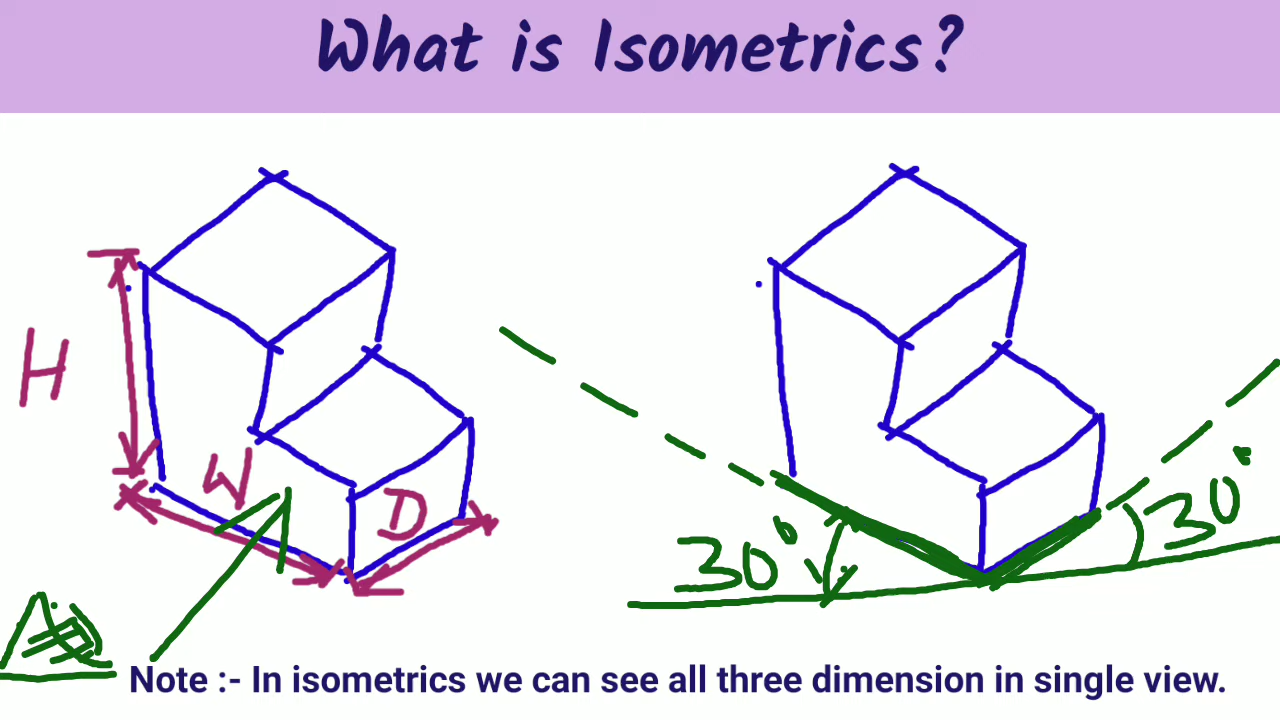 What is Isometrics?
H
W
D
30°
30°
Note :- In isometrics we can see all three dimension in single view.